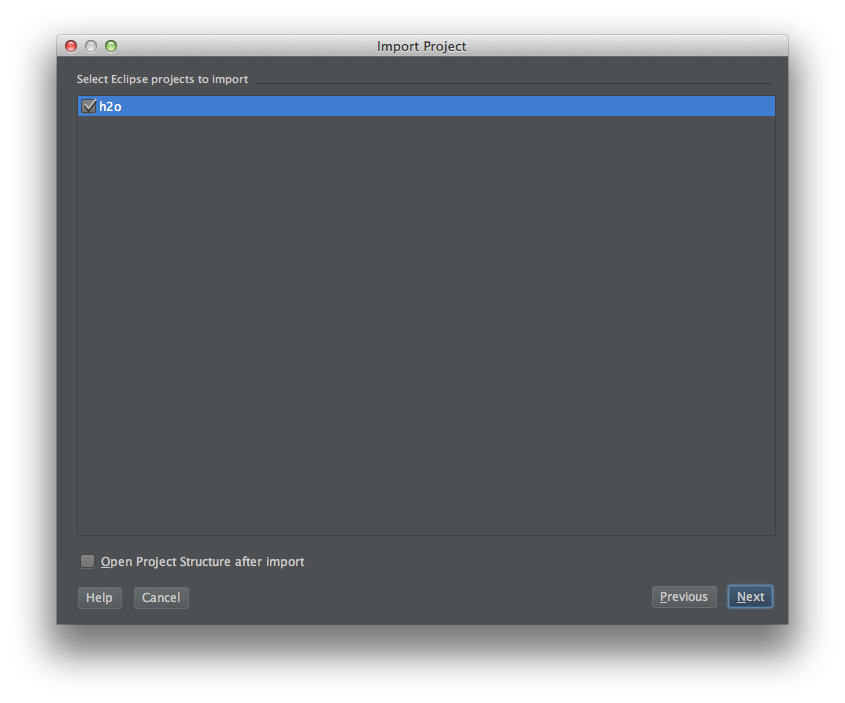 Import Project
Select Eclipse projects to import
h2o
Open Project Structure after import
Help Cancel Previous Next